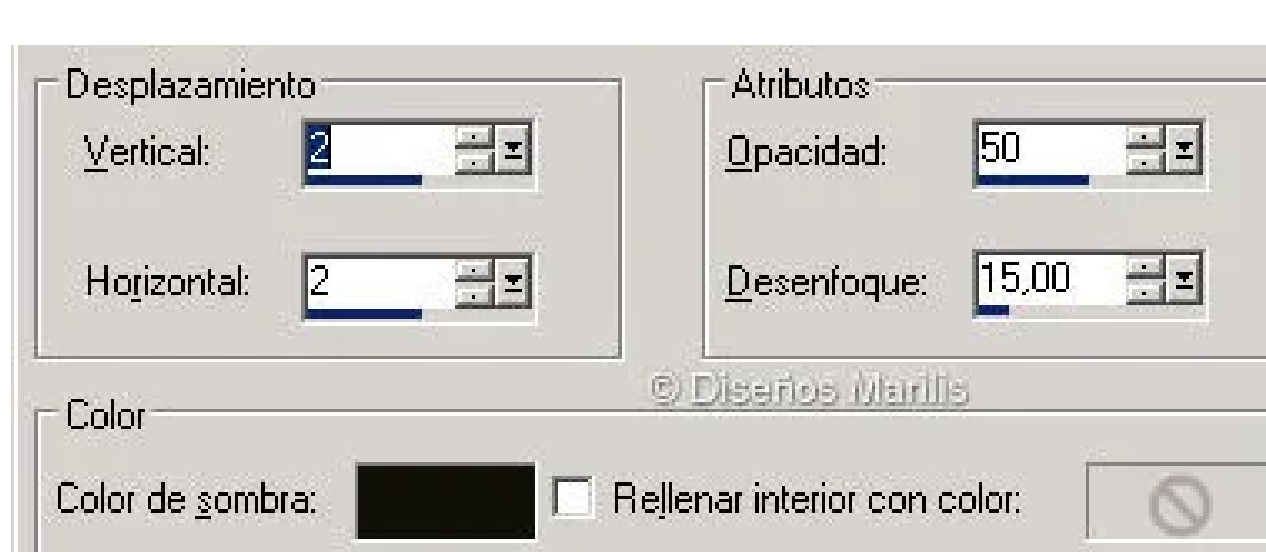 Desplazamiento
Vertical: 2
Horizontal: 2
Atributos
Opacidad: 50
Desenfoque: 15,00
© Diseños Marilis
Color
Color de sombra:
Rellenar interior con color: